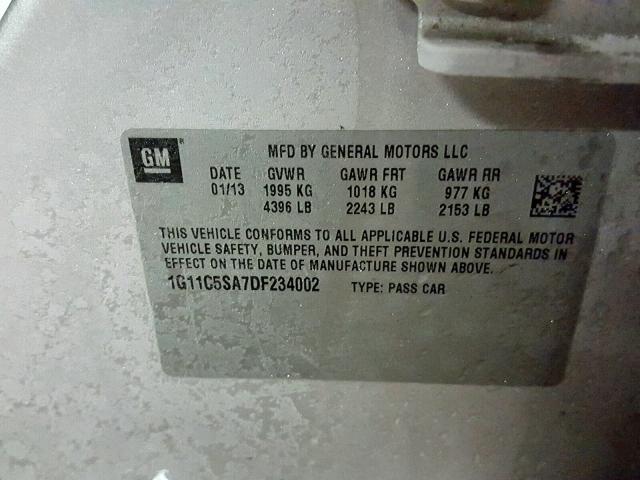 GM®
MFD BY GENERAL MOTORS LLC
DATE GVWR GAWR FRT GAWR RR
01/13 1995 KG 1018 KG 977 KG
4396 LB 2243 LB 2153 LB
THIS VEHICLE CONFORMS TO ALL APPLICABLE U.S. FEDERAL MOTOR
VEHICLE SAFETY, BUMPER, AND THEFT PREVENTION STANDARDS IN
EFFECT ON THE DATE OF MANUFACTURE SHOWN ABOVE.
1G11C5SA7DF234002 TYPE: PASS CAR